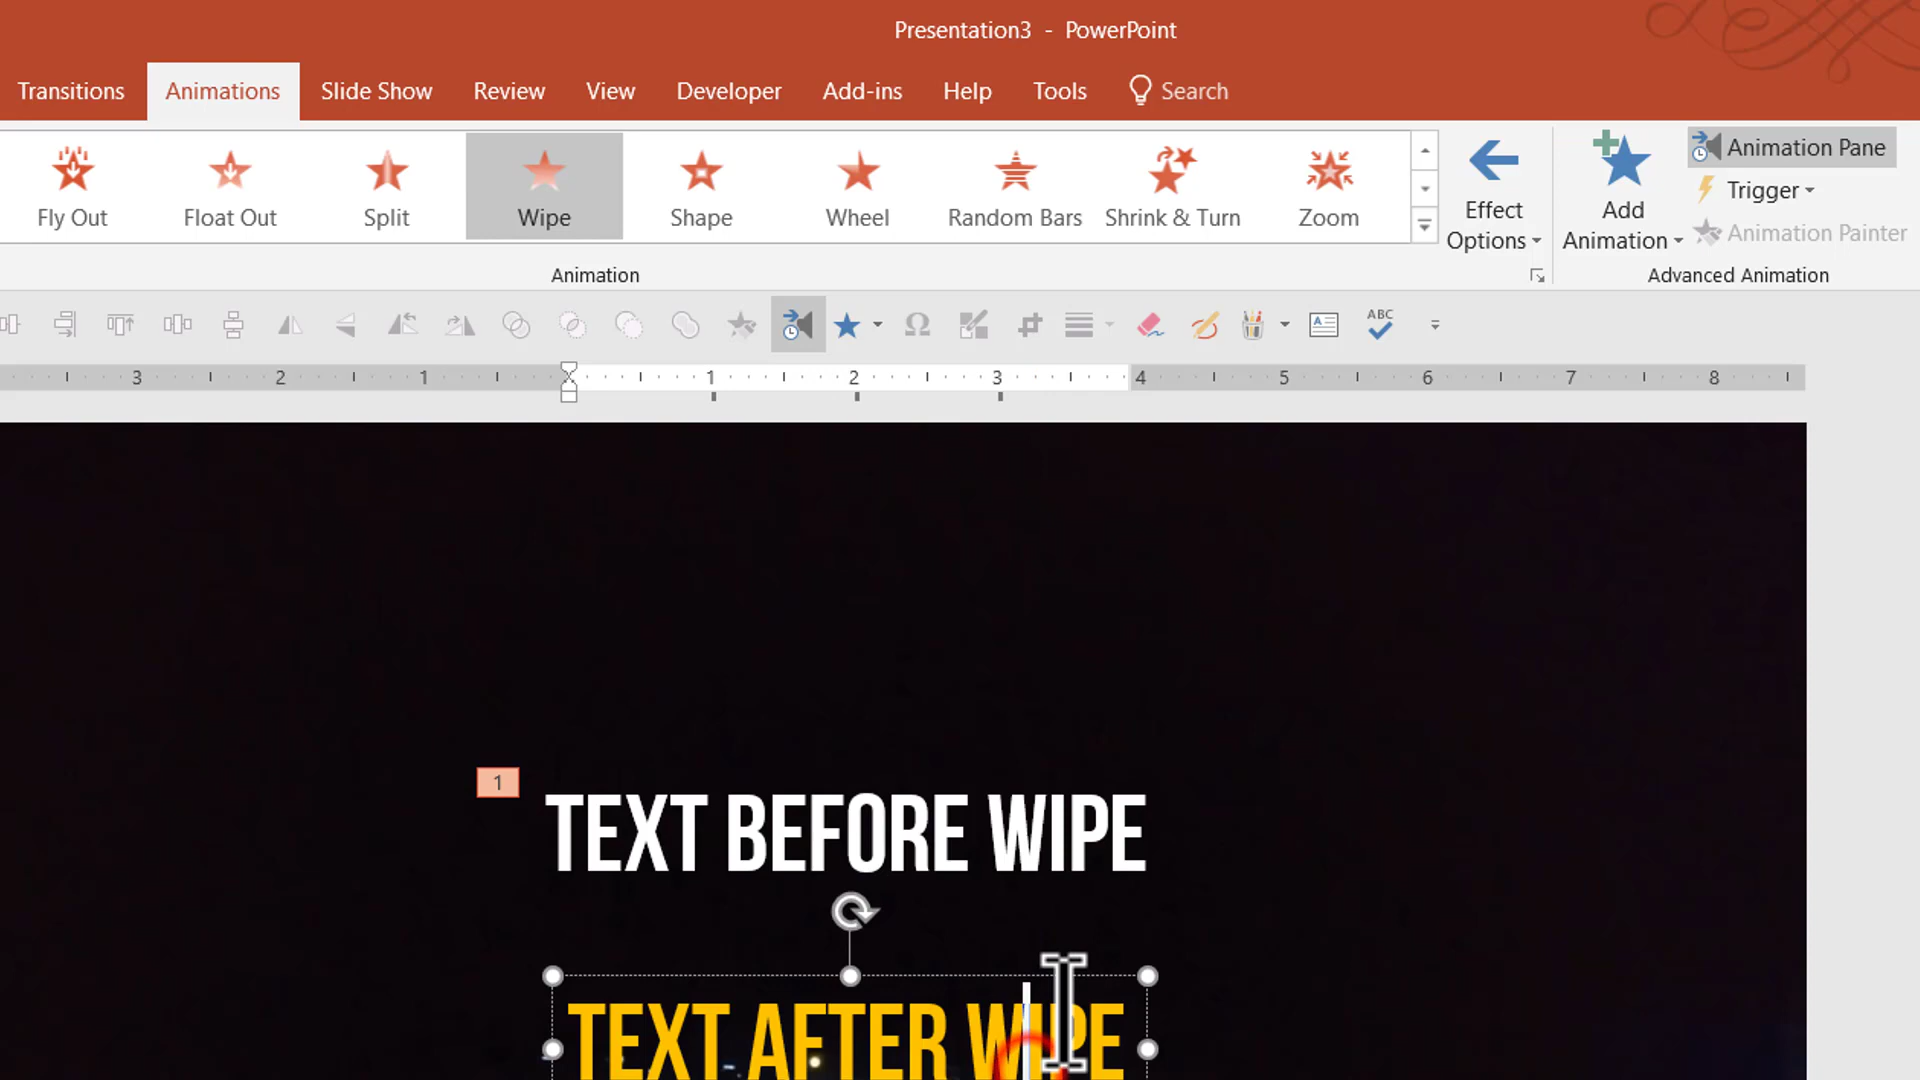 Presentation3 - PowerPoint
Transitions Animations Slide Show Review View Developer Add-ins Help Tools Search
Fly Out Float Out Split Wipe Shape Wheel Random Bars Shrink & Turn Zoom
Effect Options
Add Animation
Animation Pane
Trigger
Animation Painter
Animation
Advanced Animation
ABC
3 2 1 1 2 3 4 5 6 7 8
1
TEXT BEFORE WIPE
TEXT AFTER WIPE